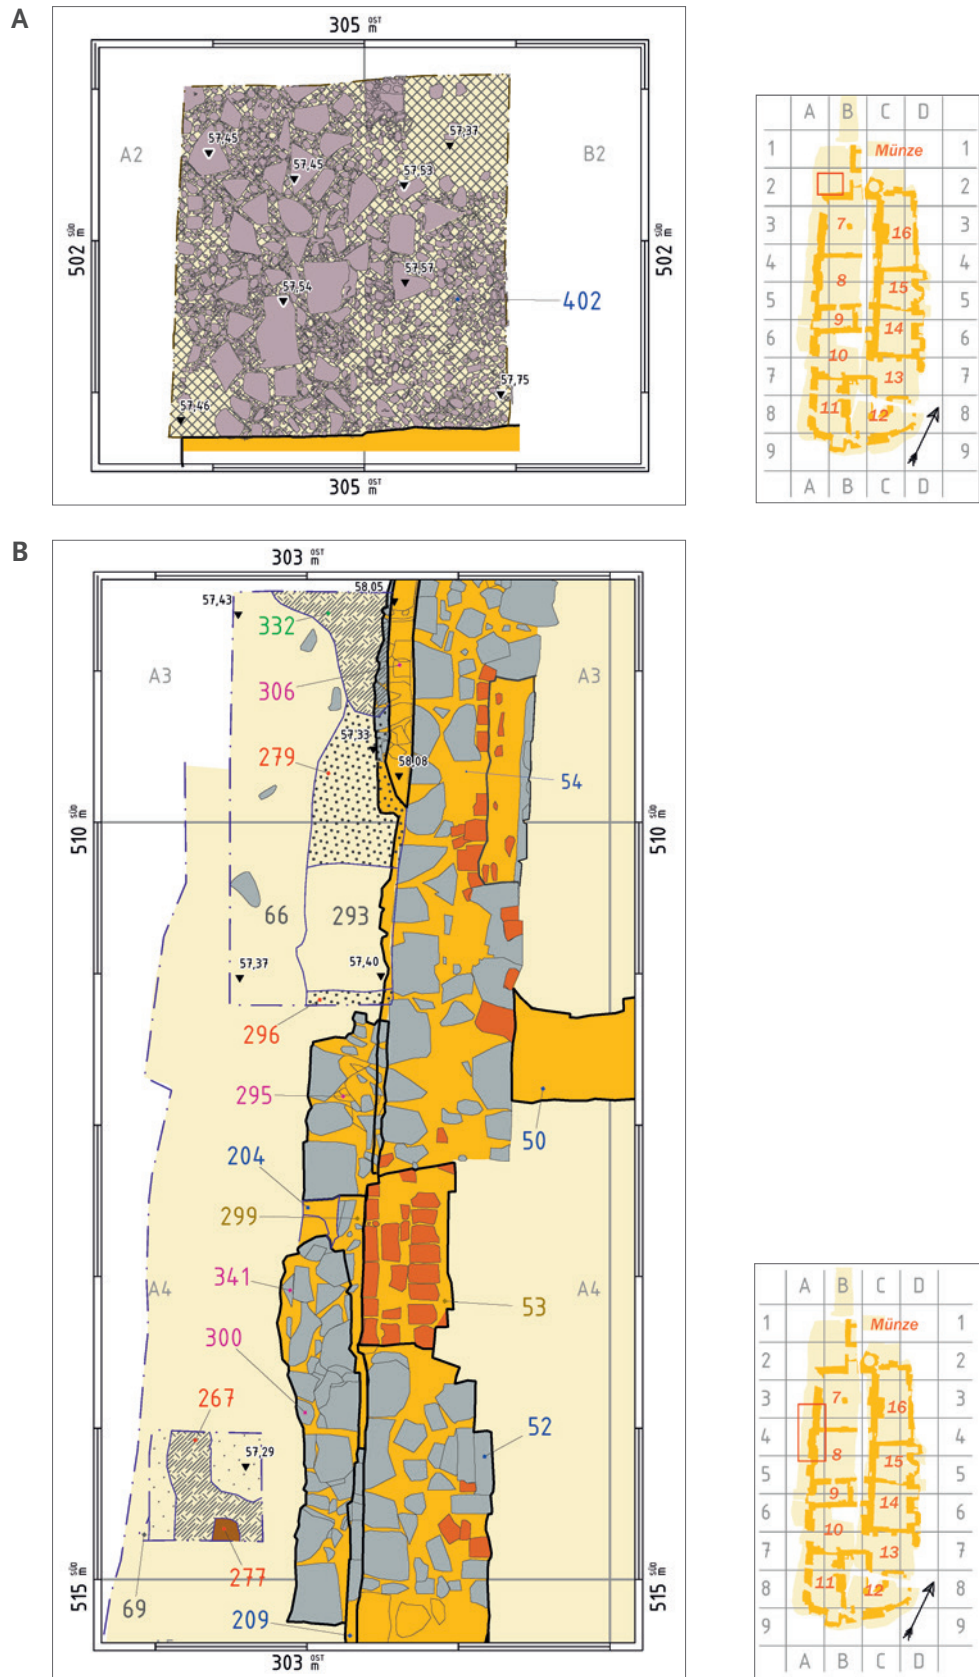 A
305 OST m
A2
B2
57,45
57,45
57,37
57,53
502 SÜD m
502 SÜD m
57,57
57,54
402
57,75
57,46
305 m
A B C D
1 Münze 1
2 2
3 7 16 3
4 4
5 8 15 5
6 9 14 6
7 10 13 7
8 11 12 8
9 9
A B C D
B
303 OST m
57,43
58,05
332
A3
A3
306
57,33
279
58,08
54
510 SÜD m
510 SÜD m
66
293
57,37
57,40
296
295
50
204
299
341
A4
A4
53
300
267
52
57,29
277
69
209
515 SÜD m
515 SÜD m
303 m OST
A B C D
1 Münze 1
2 2
3 7 16 3
4 8 4
5 15 5
6 9 14 6
7 10 13 7
8 11 12 8
9 9
A B C D